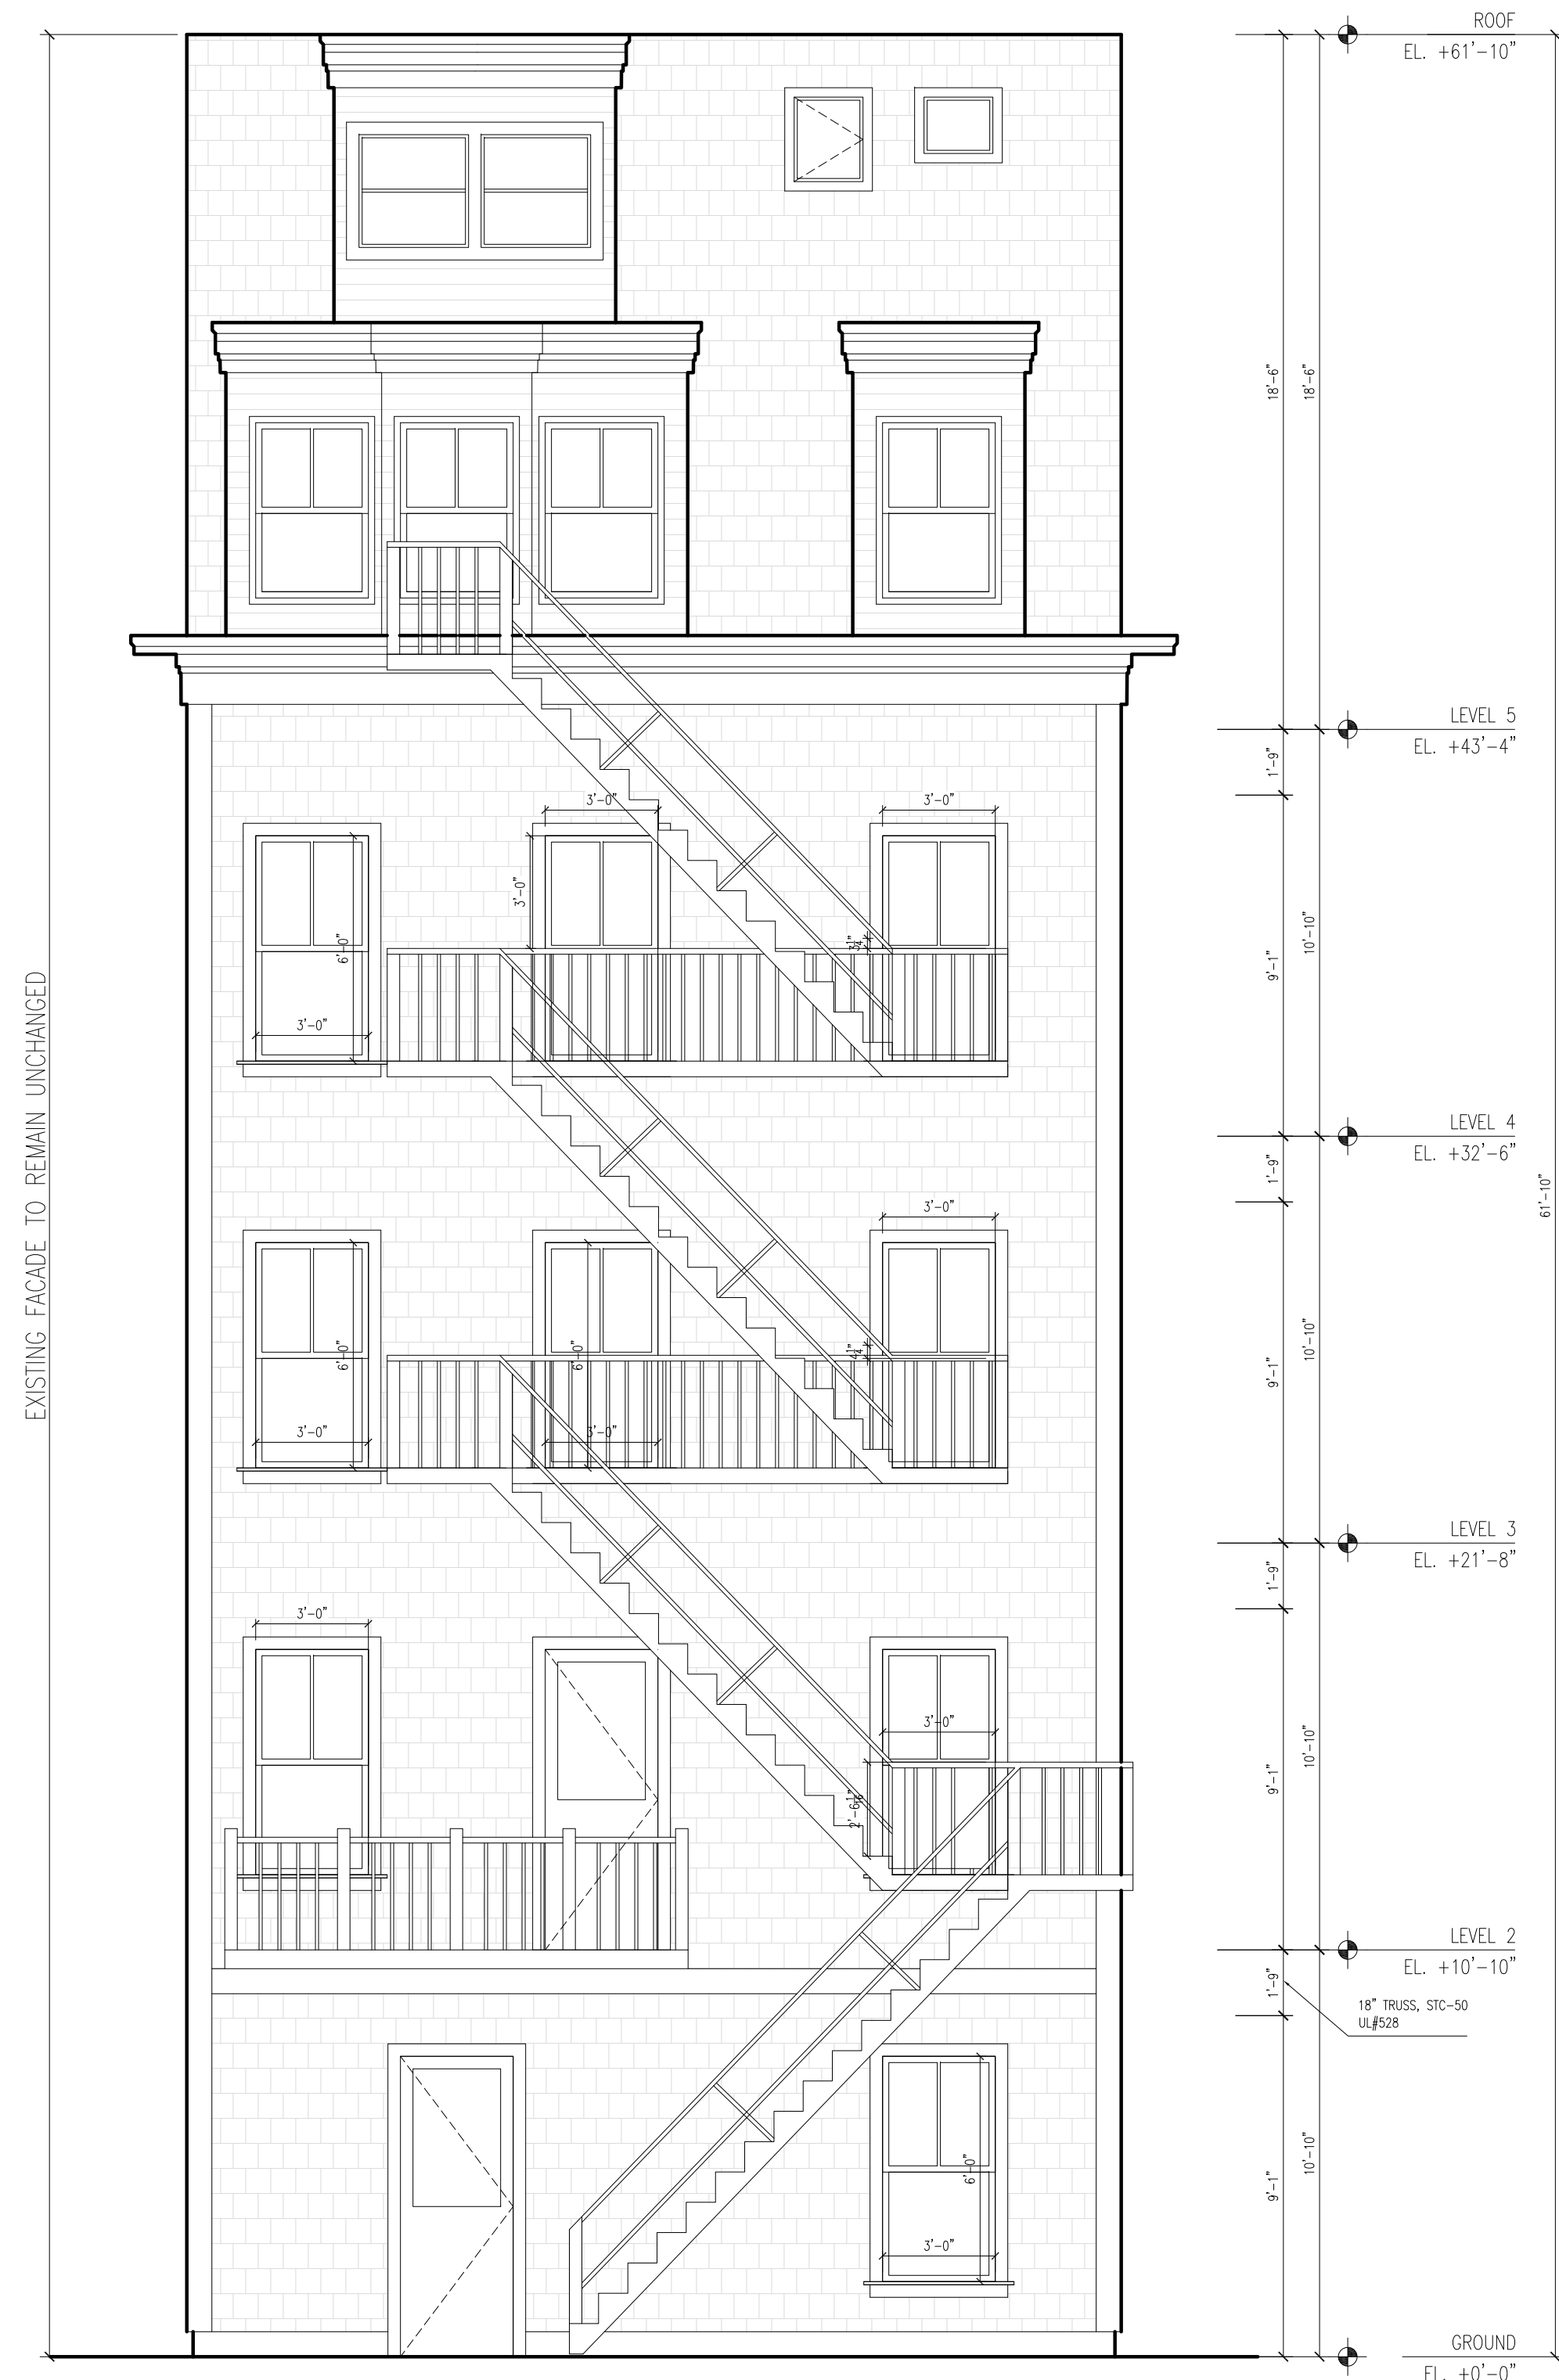 ROOF
EL. +61'-10"
18'-6"
18'-6"
LEVEL 5
EL. +43'-4"
1'-9"
3'-0"
3'-0"
3'-0"
6'-0"
9'-1"
10'-10"
3'-0"
EXISTING FACADE TO REMAIN UNCHANGED
LEVEL 4
EL. +32'-6"
1'-9"
61'-10"
3'-0"
6'-0"
6'-0"
9'-1"
10'-10"
3'-0"
3'-0"
LEVEL 3
EL. +21'-8"
1'-9"
3'-0"
3'-0"
9'-1"
10'-10"
LEVEL 2
EL. +10'-10"
1'-9"
18" TRUSS, STC-50
UL#528
6'-0"
9'-1"
10'-10"
3'-0"
GROUND
EL. +0'-0"